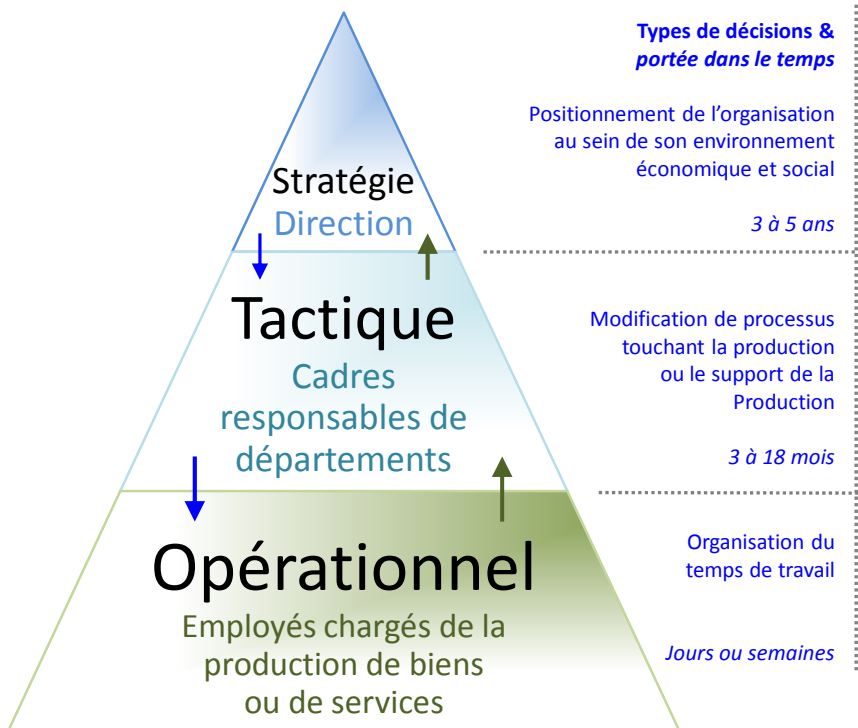 Types de décisions &
portée dans le temps
Stratégie
Direction
Positionnement de l’organisation
au sein de son environnement
économique et social
3 à 5 ans
Tactique
Cadres
responsables de
départements
Modification de processus
touchant la production
ou le support de la
Production
3 à 18 mois
Opérationnel
Employés chargés de la
production de biens
ou de services
Organisation du
temps de travail
Jours ou semaines